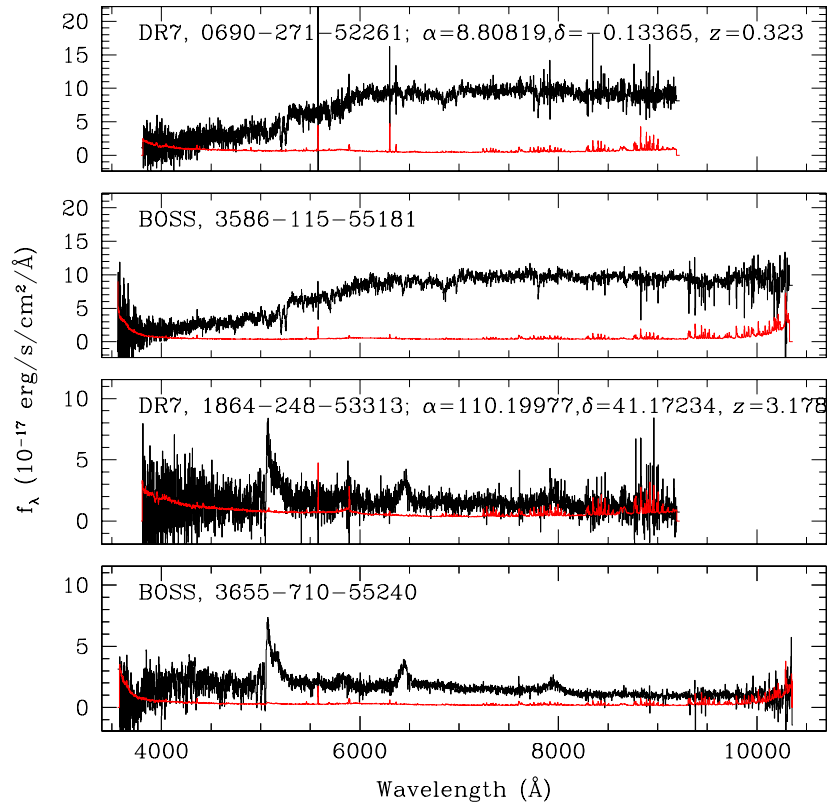 DR7, 0690−271−52261; α=8.80819,δ=−0.13365, z=0.323
20
15
10
5
0
BOSS, 3586−115−55181
20
15
10
5
0
f_λ (10⁻¹⁷ erg/s/cm²/Å)
DR7, 1864−248−53313; α=110.19977,δ=41.17234, z=3.178
10
5
0
BOSS, 3655−710−55240
10
5
0
4000 6000 8000 10000
Wavelength (Å)